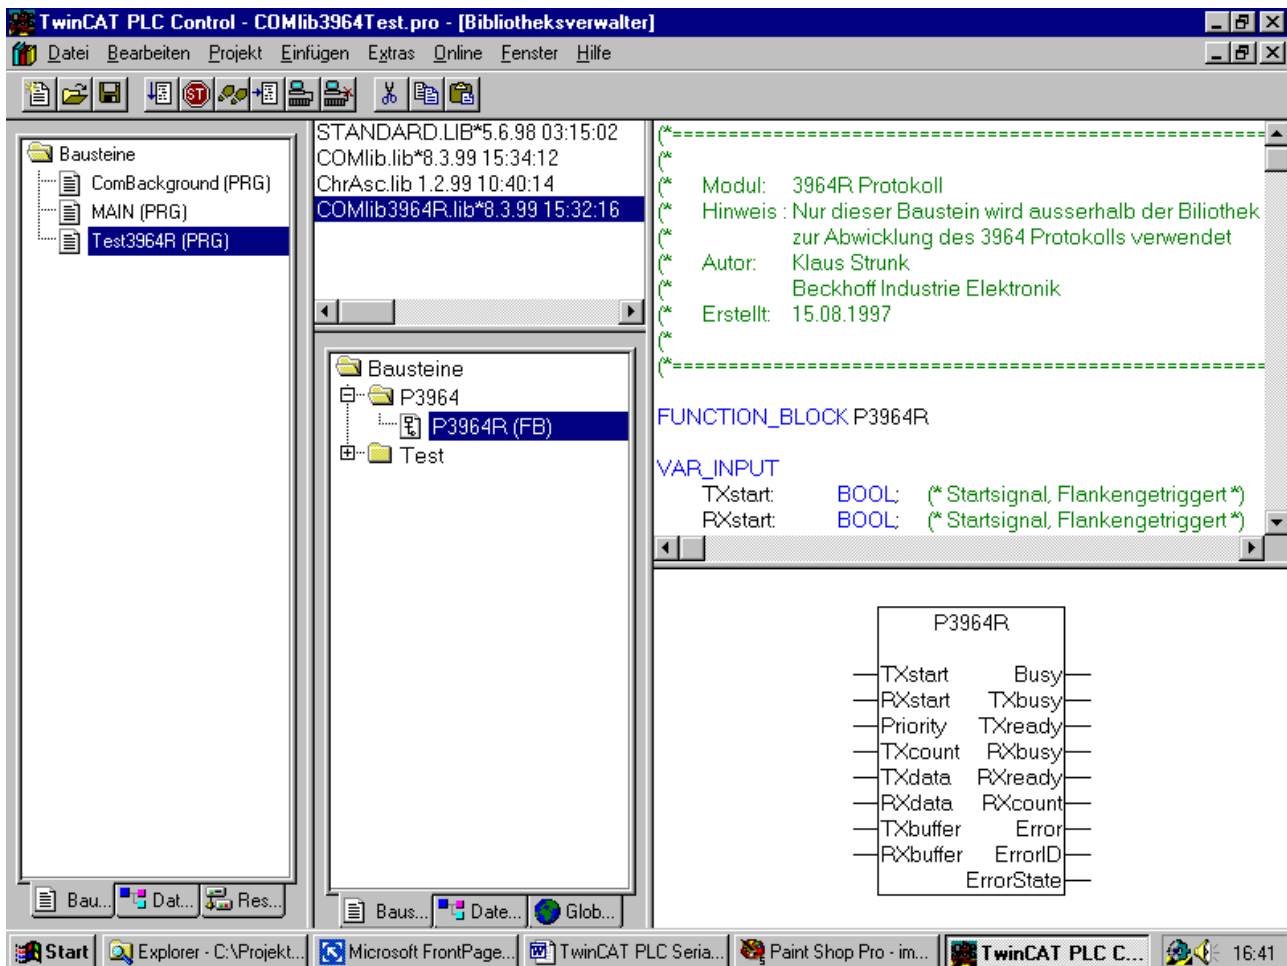 TwinCAT PLC Control - COMlib3964Test.pro - [Bibliotheksverwalter]
Datei Bearbeiten Projekt Einfügen Extras Online Fenster Hilfe
Bausteine
ComBackground (PRG)
MAIN (PRG)
Test3964R (PRG)
Bau...
Dat...
Res...
STANDARD.LIB*5.6.98 03:15:02
COMlib.lib*8.3.99 15:34:12
ChrAsc.lib 1.2.99 10:40:14
COMlib3964R.lib*8.3.99 15:32:16
Bausteine
P3964
P3964R (FB)
Test
Baus...
Date...
Glob...
(*====================================================
(*
(* Modul: 3964R Protokoll
(* Hinweis : Nur dieser Baustein wird ausserhalb der Biliothek
(* zur Abwicklung des 3964 Protokolls verwendet
(* Autor: Klaus Strunk
(* Beckhoff Industrie Elektronik
(* Erstellt: 15.08.1997
(*
(*====================================================
FUNCTION_BLOCK P3964R
VAR_INPUT
TXstart: BOOL; (* Startsignal, Flankengetriggert *)
RXstart: BOOL; (* Startsignal, Flankengetriggert *)
P3964R
TXstart Busy
RXstart TXbusy
Priority TXready
TXcount RXbusy
TXdata RXready
RXdata RXcount
TXbuffer Error
RXbuffer ErrorID
ErrorState
Start
Explorer - C:\Projekt...
Microsoft FrontPage...
TwinCAT PLC Seria...
Paint Shop Pro - im...
TwinCAT PLC C...
16:41